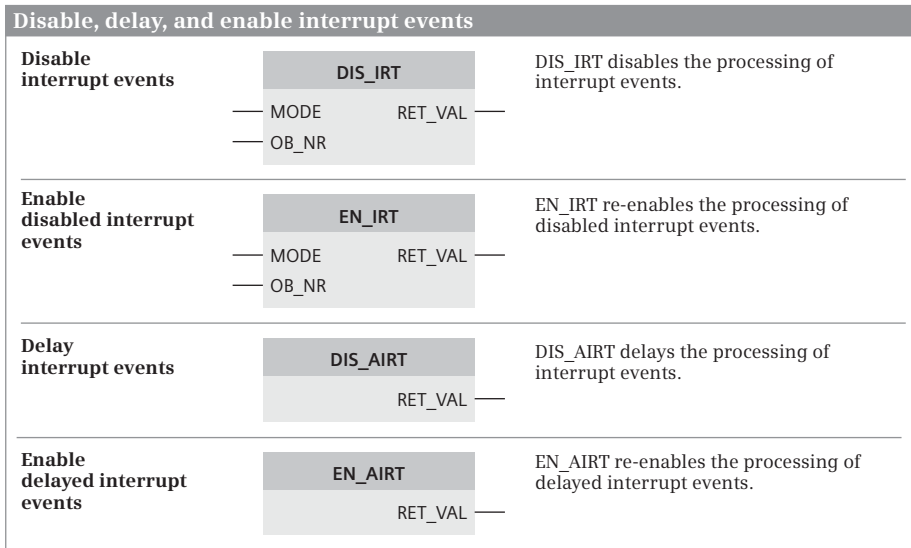 Disable, delay, and enable interrupt events
Disable
interrupt events
DIS_IRT
MODE RET_VAL
OB_NR
DIS_IRT disables the processing of
interrupt events.
Enable
disabled interrupt
events
EN_IRT
MODE RET_VAL
OB_NR
EN_IRT re-enables the processing of
disabled interrupt events.
Delay
interrupt events
DIS_AIRT
RET_VAL
DIS_AIRT delays the processing of
interrupt events.
Enable
delayed interrupt
events
EN_AIRT
RET_VAL
EN_AIRT re-enables the processing of
delayed interrupt events.